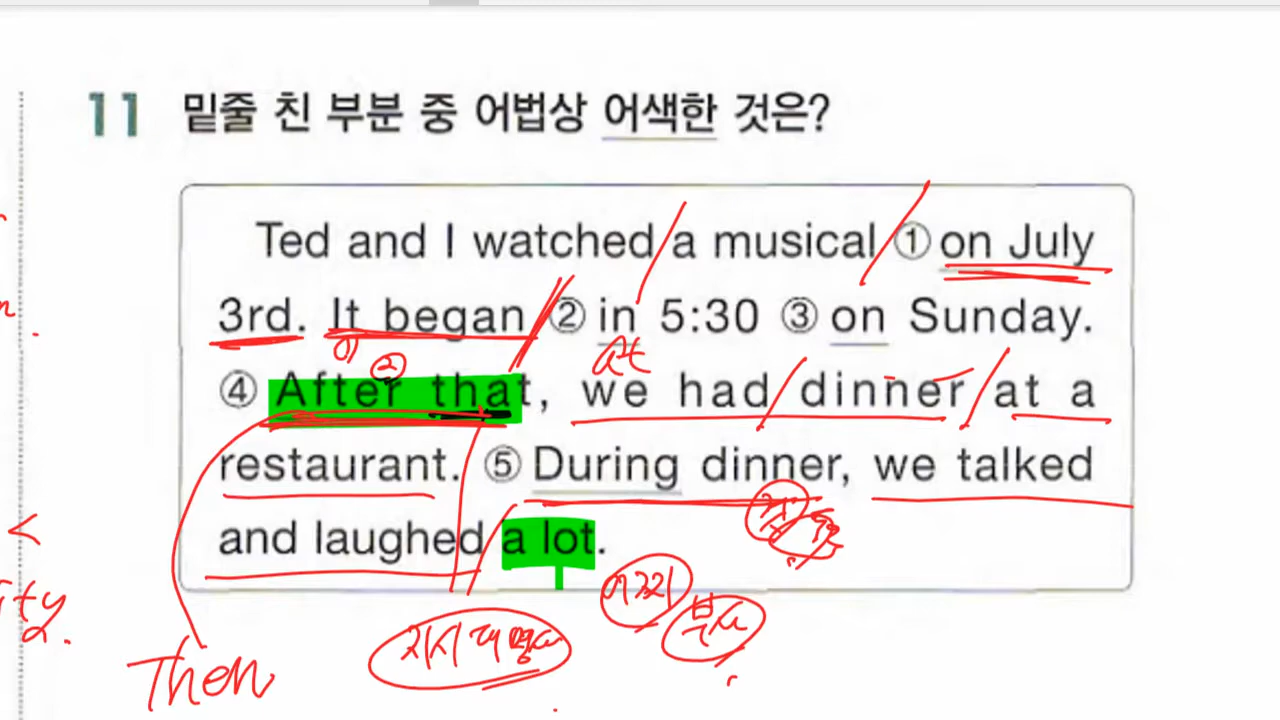 11 밑줄 친 부분 중 어법상 어색한 것은?
Ted and I watched a musical ① on July
3rd. It began ② in 5:30 ③ on Sunday.
②
at
④ After that, we had dinner at a
restaurant. ⑤ During dinner, we talked
and laughed a lot.
부사
지시대명사
Then